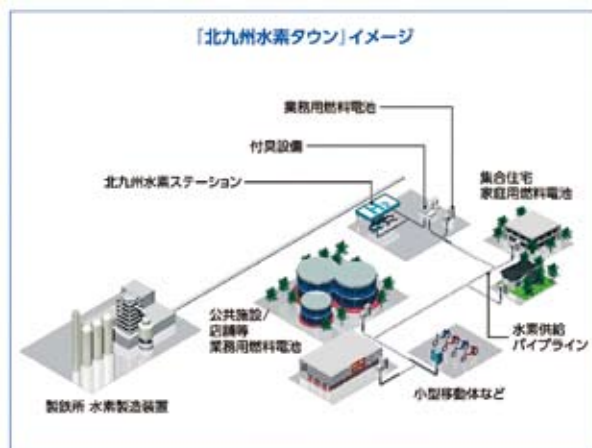 「北九州水素タウン」イメージ
業務用燃料電池
付臭設備
北九州水素ステーション
集合住宅
家庭用燃料電池
H2
公共施設/
店舗等
業務用燃料電池
水素供給
パイプライン
小型移動体など
製鉄所 水素製造装置